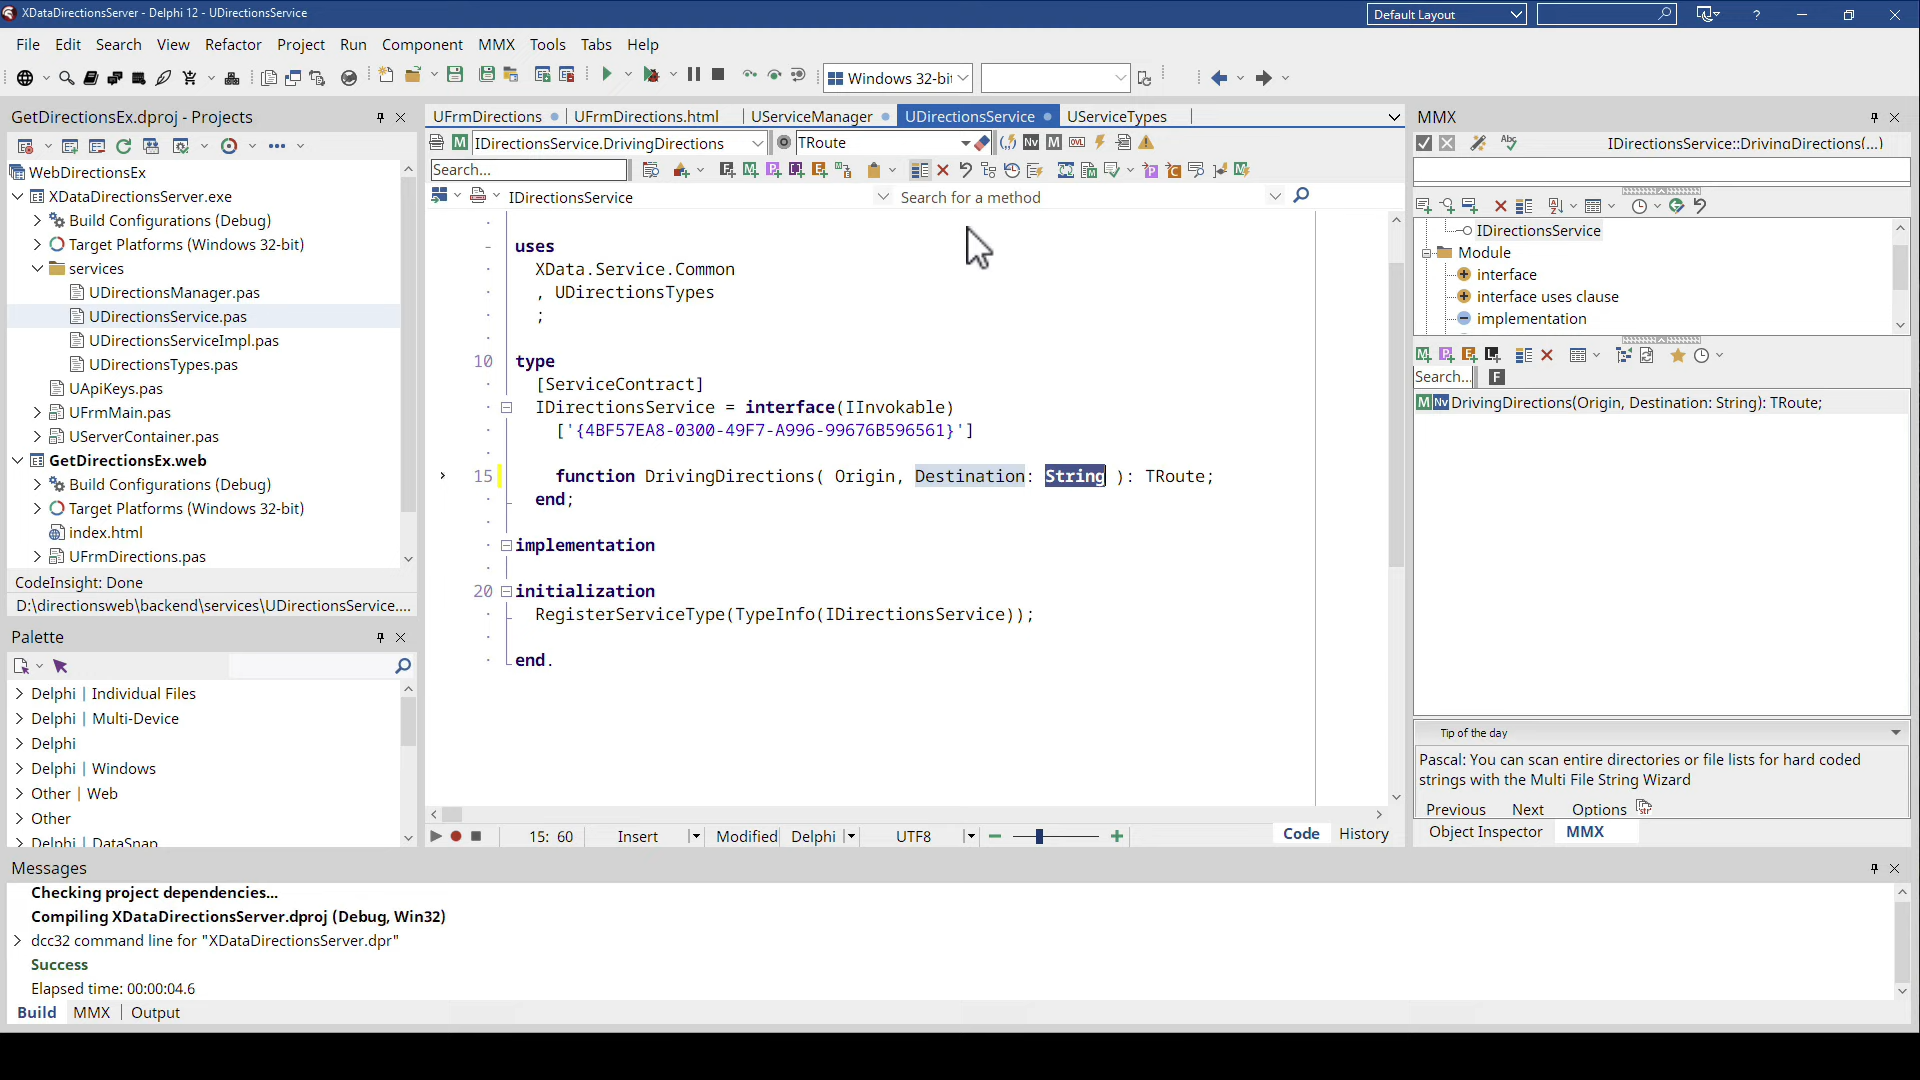 XDataDirectionsServer - Delphi 12 - UDirectionsService
Default Layout
File Edit Search View Refactor Project Run Component MMX Tools Tabs Help
Windows 32-bit
GetDirectionsEx.dproj - Projects
WebDirectionsEx
XDataDirectionsServer.exe
Build Configurations (Debug)
Target Platforms (Windows 32-bit)
services
UDirectionsManager.pas
UDirectionsService.pas
UDirectionsServiceImpl.pas
UDirectionsTypes.pas
UApiKeys.pas
UFrmMain.pas
UServerContainer.pas
GetDirectionsEx.web
Build Configurations (Debug)
Target Platforms (Windows 32-bit)
index.html
UFrmDirections.pas
CodeInsight: Done
D:\directionsweb\backend\services\UDirectionsService....
Palette
Delphi | Individual Files
Delphi | Multi-Device
Delphi
Delphi | Windows
Other | Web
Other
Delphi | DataSnap
UFrmDirections UFrmDirections.html UServiceManager UDirectionsService UServiceTypes
IDirectionsService.DrivingDirections TRoute
Search...
IDirectionsService Search for a method
uses
XData.Service.Common
, UDirectionsTypes
;
10 type
[ServiceContract]
IDirectionsService = interface(IInvokable)
['{4BF57EA8-0300-49F7-A996-99676B596561}']
15 function DrivingDirections( Origin, Destination: String ): TRoute;
end;
implementation
20 initialization
RegisterServiceType(TypeInfo(IDirectionsService));
end.
15: 60 Insert Modified Delphi UTF8 Code History
MMX
IDirectionsService::DrivingDirections(...)
IDirectionsService
Module
interface
interface uses clause
implementation
Search... F
DrivingDirections(Origin, Destination: String): TRoute;
Tip of the day
Pascal: You can scan entire directories or file lists for hard coded
strings with the Multi File String Wizard
Previous Next Options
Object Inspector MMX
Messages
Checking project dependencies...
Compiling XDataDirectionsServer.dproj (Debug, Win32)
dcc32 command line for "XDataDirectionsServer.dpr"
Success
Elapsed time: 00:00:04.6
Build MMX Output